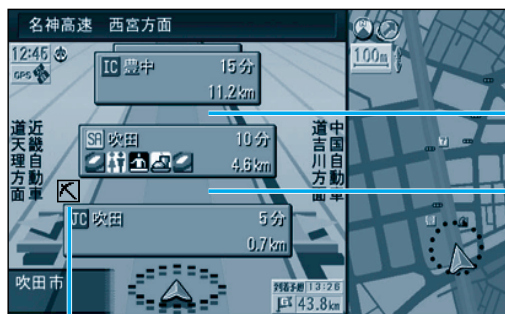 名神高速 西宮方面
12:45
GPS
100m
IC 豊中 15分
11.2km
SA 吹田 10分
4.6km
JC 吹田 5分
0.7km
近畿自動車
道天理方面
中国自動車
道吉川方面
吹田市
到着予想 13:26
43.8km